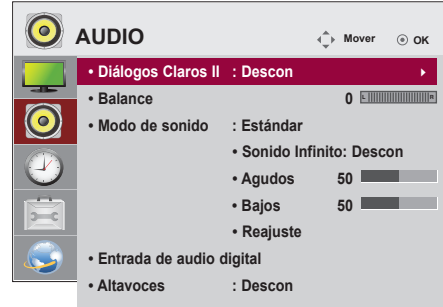 AUDIO
Mover
OK
• Diálogos Claros II : Descon
• Balance 0 L R
• Modo de sonido : Estándar
• Sonido Infinito: Descon
• Agudos 50
• Bajos 50
• Reajuste
• Entrada de audio digital
• Altavoces : Descon